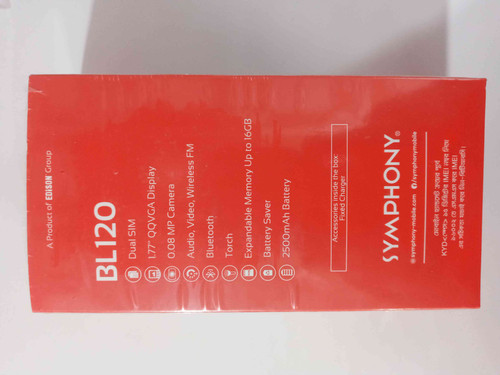 A Product of EDISON Group
BL120
Dual SIM
1.77" QQVGA Display
0.08 MP Camera
Audio, Video, Wireless FM
Bluetooth
Torch
Expandable Memory Up to 16GB
Battery Saver
2500mAh Battery
Accessories inside the box:
Fixed Charger
SYMPHONY®
symphony-mobile.com /symphonymobile